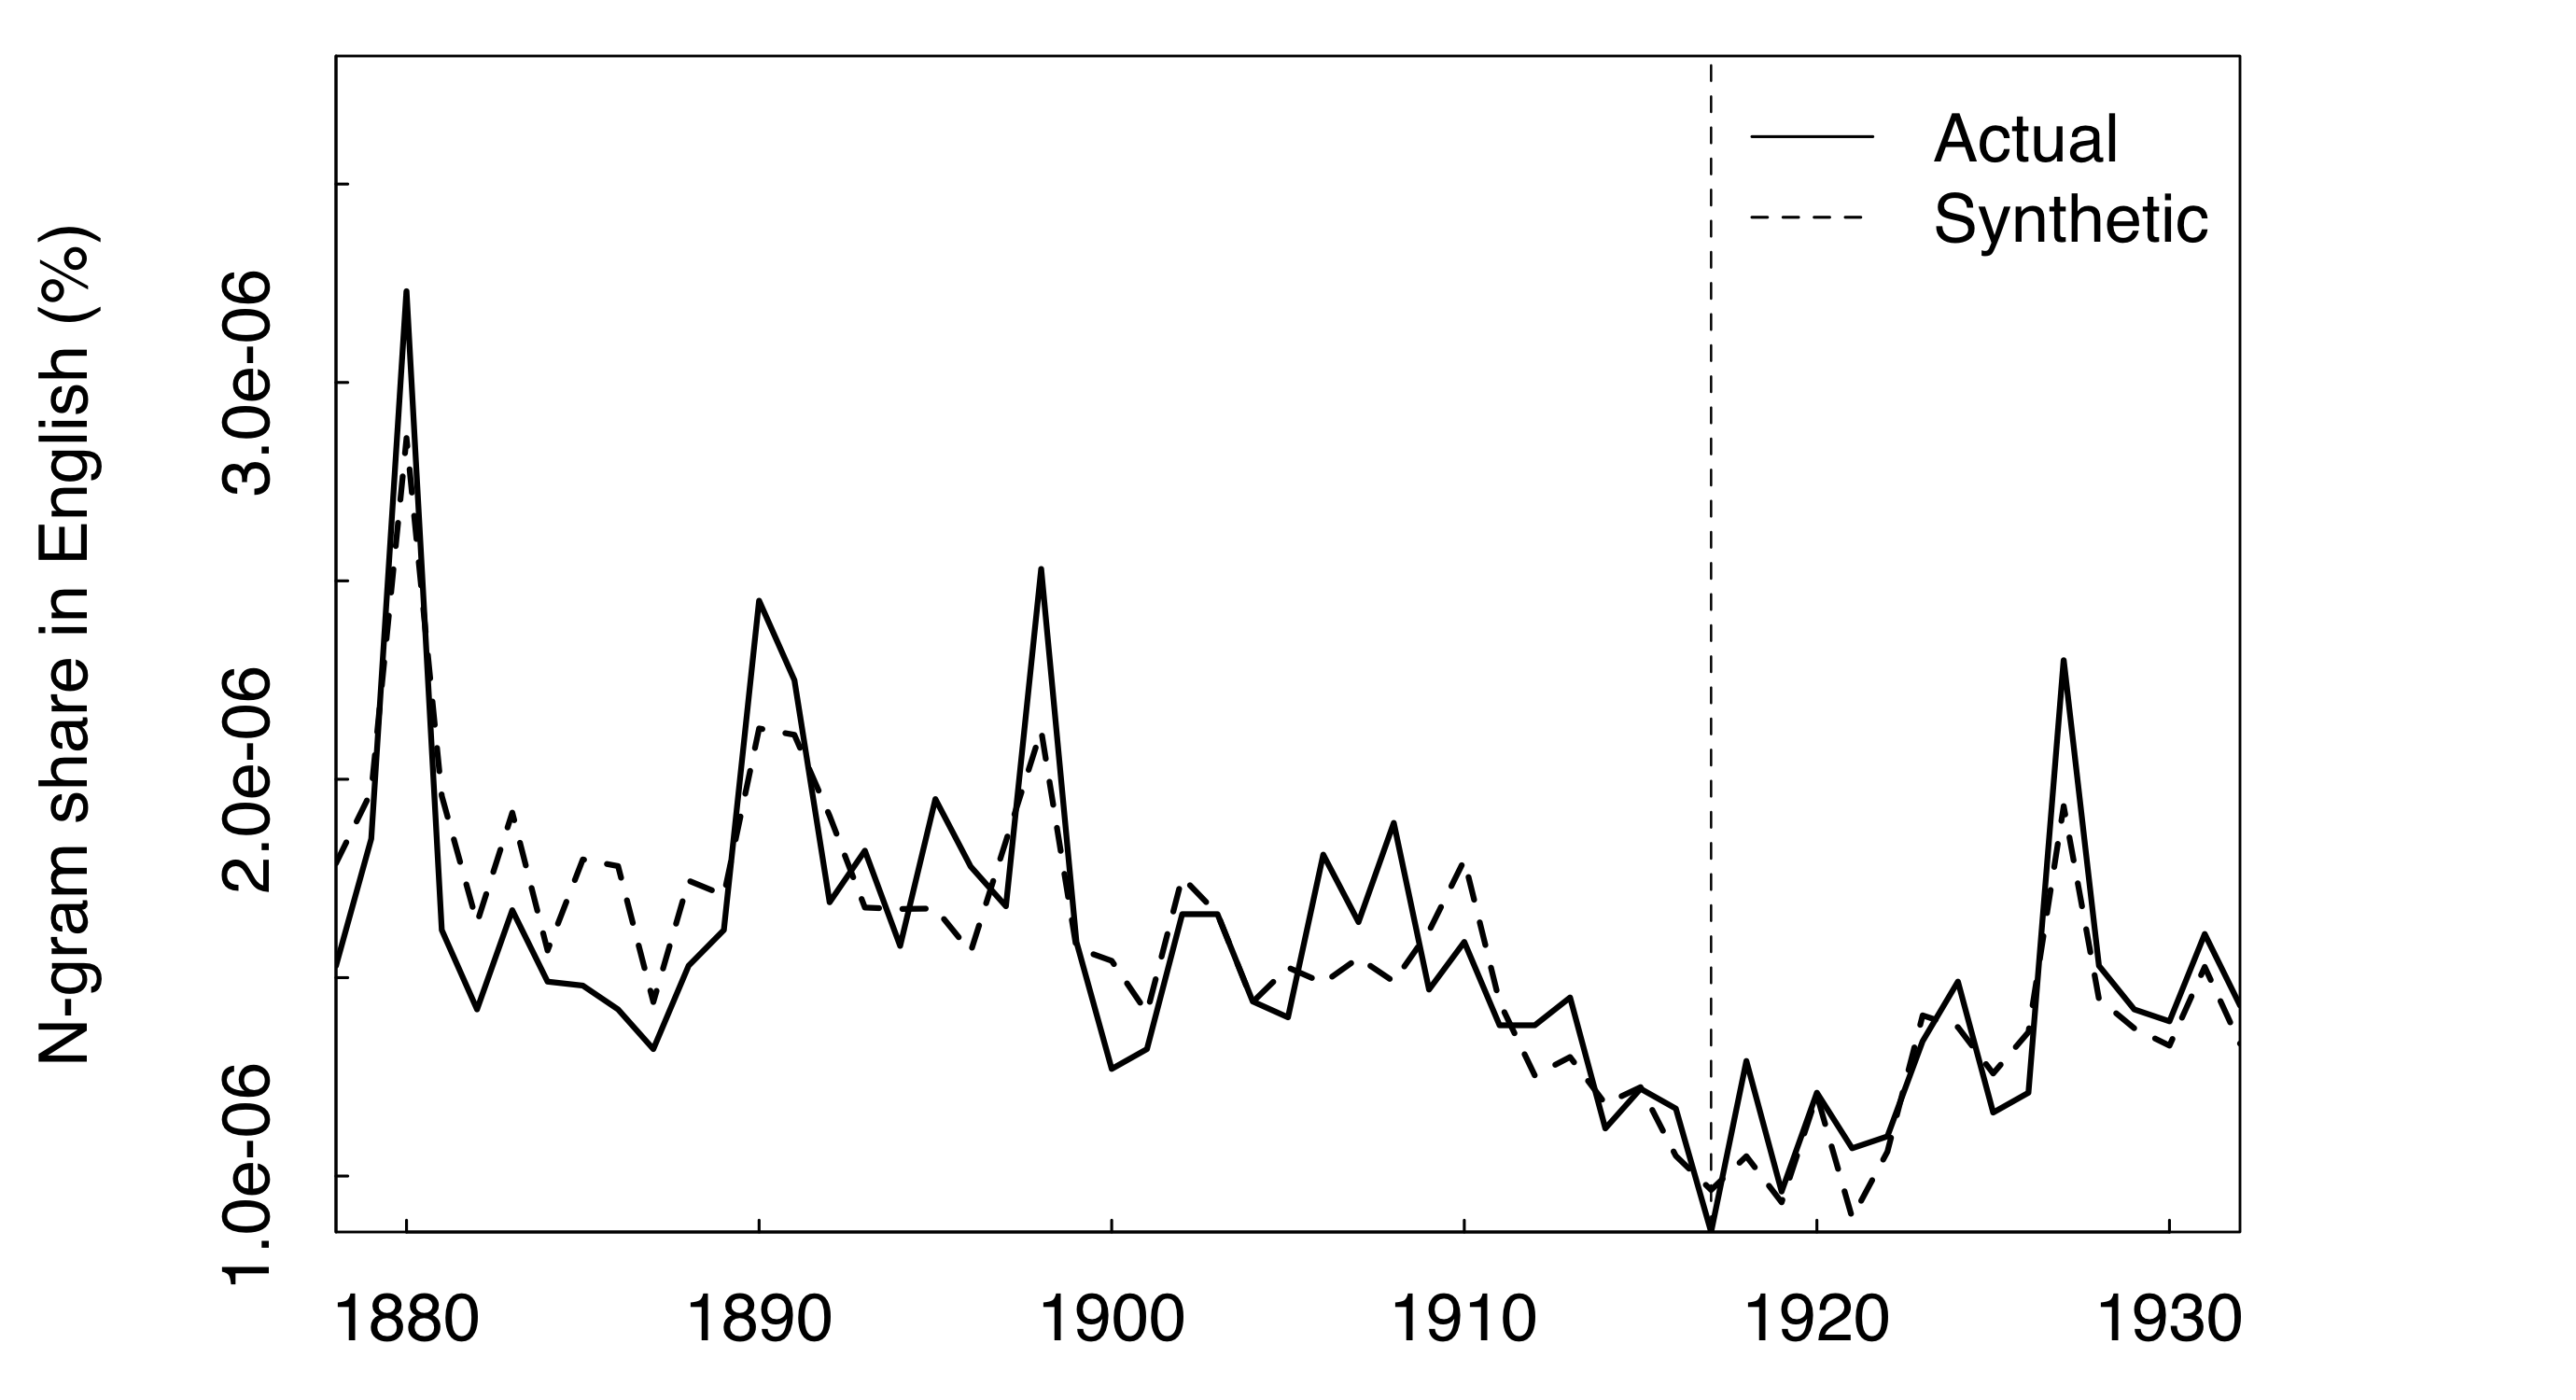 N-gram share in English (%)
3.0e-06
2.0e-06
1.0e-06
Actual
Synthetic
1880 1890 1900 1910 1920 1930